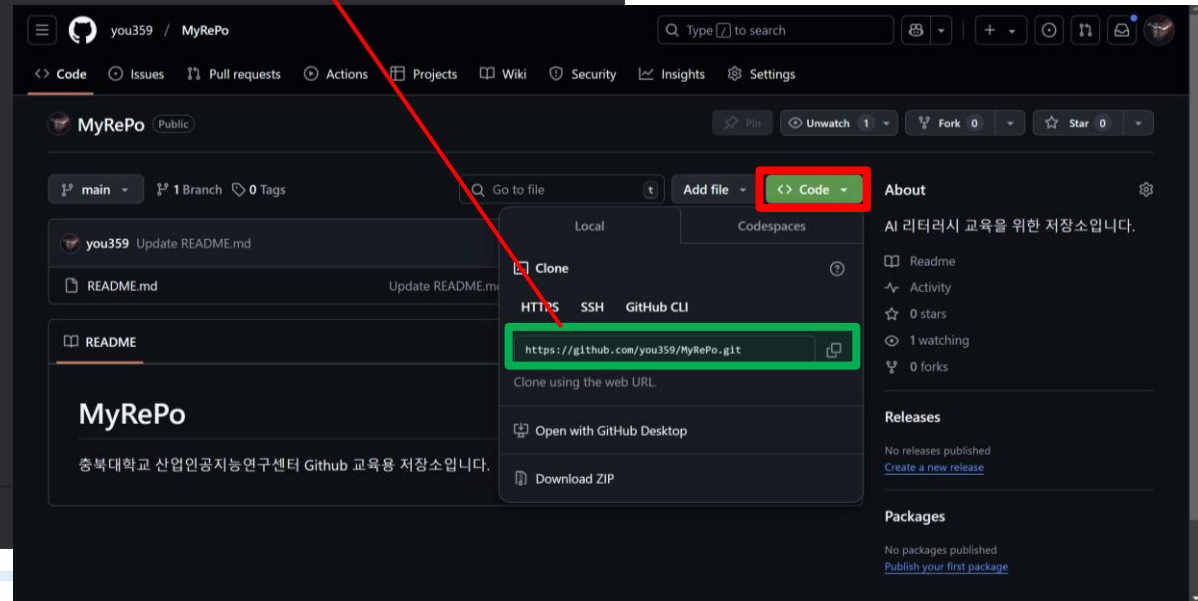 you359 / MyRePo
Type / to search
Code Issues Pull requests Actions Projects Wiki Security Insights Settings
MyRePo Public
Pin Unwatch 1 Fork 0 Star 0
main 1 Branch 0 Tags
Go to file t
Add file
Code
About
AI 리터러시 교육을 위한 저장소입니다.
Readme
Activity
0 stars
1 watching
0 forks
you359 Update README.md
README.md Update README.m
Local Codespaces
Clone
HTTPS SSH GitHub CLI
https://github.com/you359/MyRePo.git
Clone using the web URL.
Open with GitHub Desktop
Download ZIP
README
MyRePo
충북대학교 산업인공지능연구센터 Github 교육용 저장소입니다.
Releases
No releases published
Create a new release
Packages
No packages published
Publish your first package